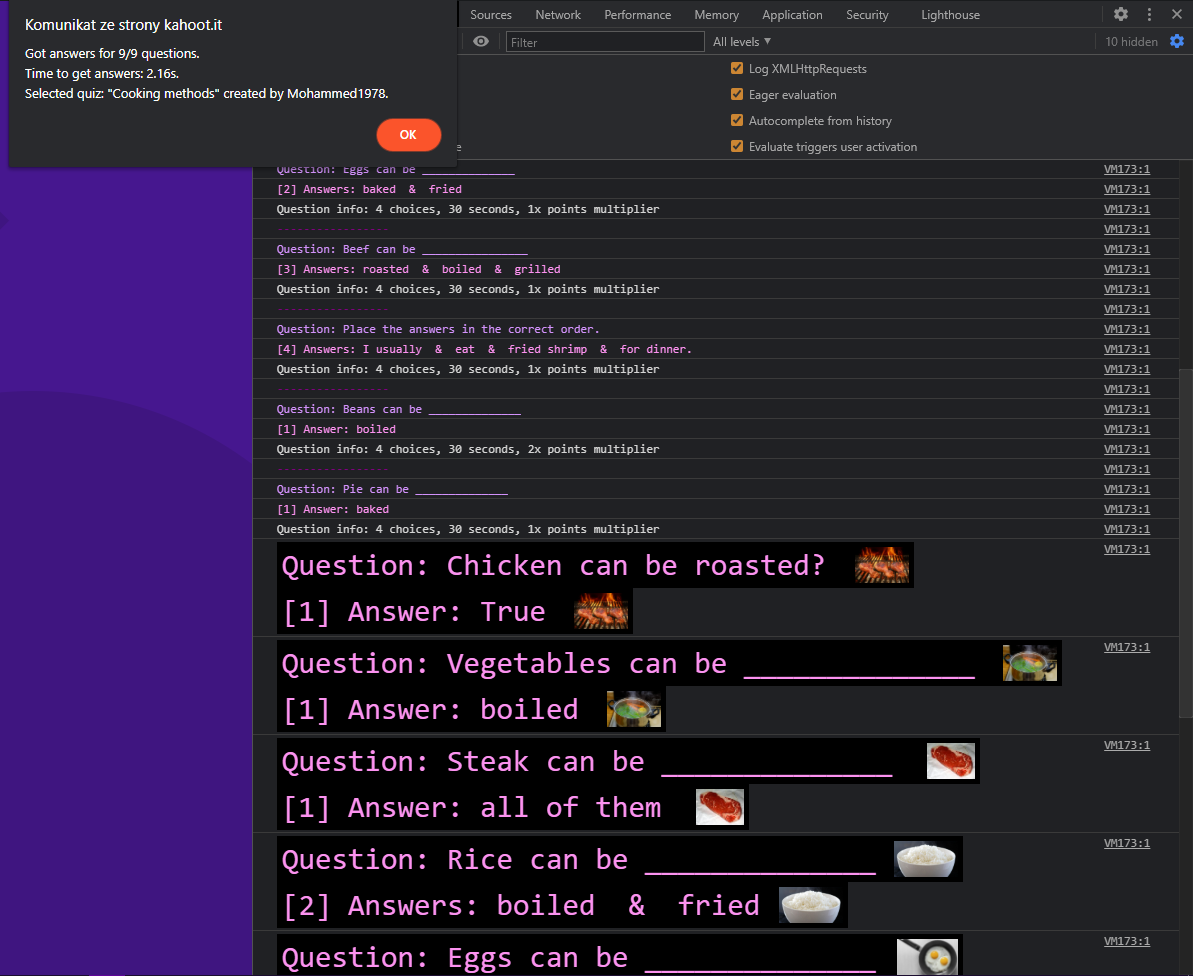 Komunikat ze strony kahoot.it
Got answers for 9/9 questions.
Time to get answers: 2.16s.
Selected quiz: "Cooking methods" created by Mohammed1978.
OK
Sources Network Performance Memory Application Security Lighthouse
Filter All levels ▼ 10 hidden
Log XMLHttpRequests
Eager evaluation
Autocomplete from history
e Evaluate triggers user activation
Question: Eggs can be ______________ VM173:1
[2] Answers: baked & fried VM173:1
Question info: 4 choices, 30 seconds, 1x points multiplier VM173:1
----------------- VM173:1
Question: Beef can be ________________ VM173:1
[3] Answers: roasted & boiled & grilled VM173:1
Question info: 4 choices, 30 seconds, 1x points multiplier VM173:1
----------------- VM173:1
Question: Place the answers in the correct order. VM173:1
[4] Answers: I usually & eat & fried shrimp & for dinner. VM173:1
Question info: 4 choices, 30 seconds, 1x points multiplier VM173:1
----------------- VM173:1
Question: Beans can be ______________ VM173:1
[1] Answer: boiled VM173:1
Question info: 4 choices, 30 seconds, 2x points multiplier VM173:1
----------------- VM173:1
Question: Pie can be ______________ VM173:1
[1] Answer: baked VM173:1
Question info: 4 choices, 30 seconds, 1x points multiplier VM173:1
Question: Chicken can be roasted? VM173:1
[1] Answer: True
Question: Vegetables can be ______________ VM173:1
[1] Answer: boiled
Question: Steak can be ______________ VM173:1
[1] Answer: all of them
Question: Rice can be ______________ VM173:1
[2] Answers: boiled & fried
Question: Eggs can be ______________ VM173:1